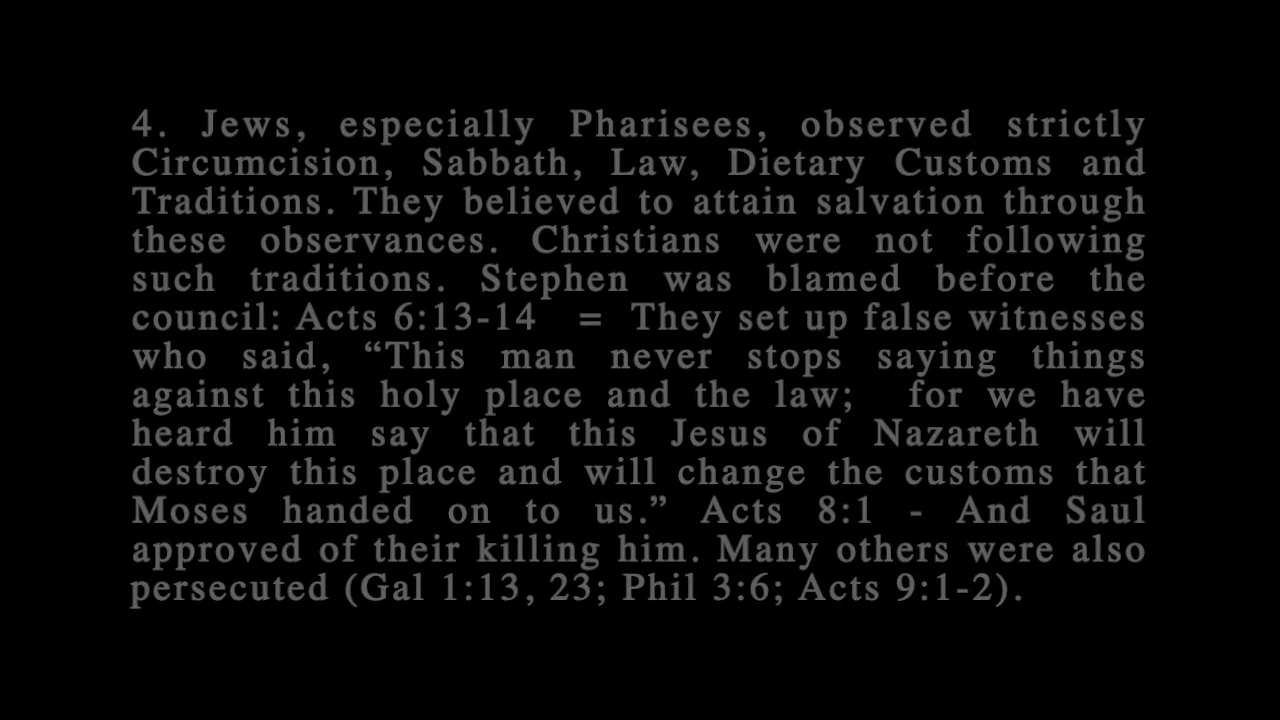 4. Jews, especially Pharisees, observed strictly
Circumcision, Sabbath, Law, Dietary Customs and
Traditions. They believed to attain salvation through
these observances. Christians were not following
such traditions. Stephen was blamed before the
council: Acts 6:13-14 = They set up false witnesses
who said, “This man never stops saying things
against this holy place and the law; for we have
heard him say that this Jesus of Nazareth will
destroy this place and will change the customs that
Moses handed on to us.” Acts 8:1 - And Saul
approved of their killing him. Many others were also
persecuted (Gal 1:13, 23; Phil 3:6; Acts 9:1-2).